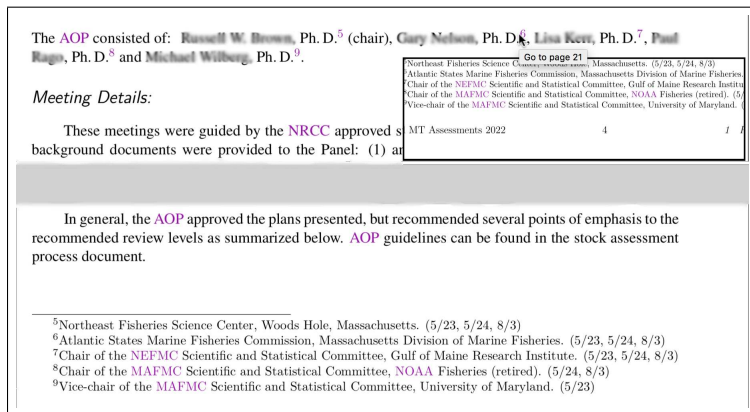 The AOP consisted of: Ph. D.5 (chair), Ph. D.6, Ph. D.7,
Ph. D.8 and Ph. D.9.
Go to page 21
5Northeast Fisheries Science Center, Woods Hole, Massachusetts. (5/23, 5/24, 8/3)
6Atlantic States Marine Fisheries Commission, Massachusetts Division of Marine Fisheries.
7Chair of the NEFMC Scientific and Statistical Committee, Gulf of Maine Research Institu
8Chair of the MAFMC Scientific and Statistical Committee, NOAA Fisheries (retired). (5/
9Vice-chair of the MAFMC Scientific and Statistical Committee, University of Maryland. (
MT Assessments 2022 4 1
Meeting Details:
These meetings were guided by the NRCC approved s
background documents were provided to the Panel: (1) an
In general, the AOP approved the plans presented, but recommended several points of emphasis to the
recommended review levels as summarized below. AOP guidelines can be found in the stock assessment
process document.
5Northeast Fisheries Science Center, Woods Hole, Massachusetts. (5/23, 5/24, 8/3)
6Atlantic States Marine Fisheries Commission, Massachusetts Division of Marine Fisheries. (5/23, 5/24, 8/3)
7Chair of the NEFMC Scientific and Statistical Committee, Gulf of Maine Research Institute. (5/23, 5/24, 8/3)
8Chair of the MAFMC Scientific and Statistical Committee, NOAA Fisheries (retired). (5/24, 8/3)
9Vice-chair of the MAFMC Scientific and Statistical Committee, University of Maryland. (5/23)